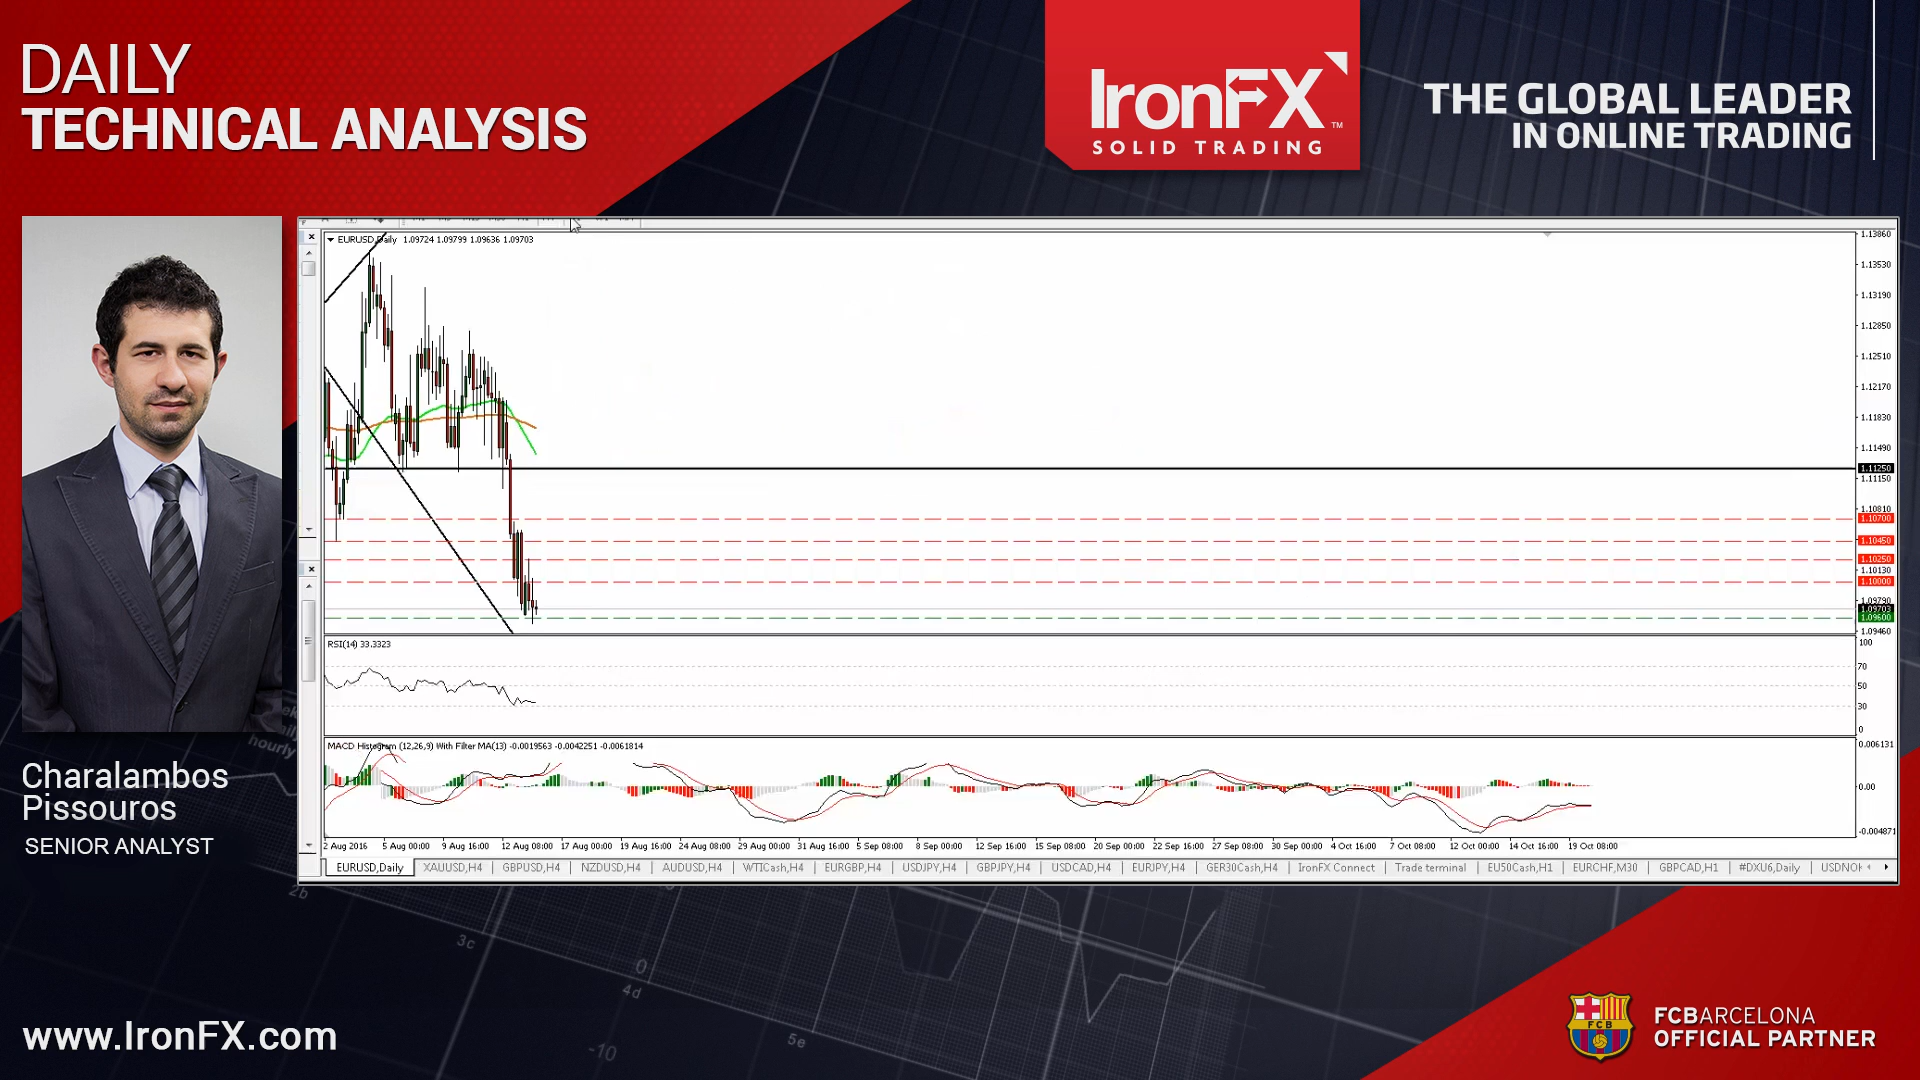 DAILY
TECHNICAL ANALYSIS
IronFX™
SOLID TRADING
THE GLOBAL LEADER
IN ONLINE TRADING
EURUSD,Daily 1.09724 1.09799 1.09636 1.09703
1.13860
1.13530
1.13190
1.12850
1.12510
1.12170
1.11830
1.11490
1.11250
1.11150
1.10810
1.10700
1.10450
1.10250
1.10130
1.10000
1.09790
1.09703
1.09600
1.09460
RSI(14) 33.3323
100
70
50
30
0
MACD Histogram (12,26,9) With Filter MA(13) -0.0019563 -0.0042251 -0.0061814
0.006131
0.00
-0.004871
2 Aug 2016 5 Aug 00:00 9 Aug 16:00 12 Aug 08:00 17 Aug 00:00 19 Aug 16:00 24 Aug 08:00 29 Aug 00:00 31 Aug 16:00 5 Sep 08:00 8 Sep 00:00 12 Sep 16:00 15 Sep 08:00 20 Sep 00:00 22 Sep 16:00 27 Sep 08:00 30 Sep 00:00 4 Oct 16:00 7 Oct 08:00 12 Oct 00:00 14 Oct 16:00 19 Oct 08:00
EURUSD,Daily XAUUSD,H4 GBPUSD,H4 NZDUSD,H4 AUDUSD,H4 WTICash,H4 EURGBP,H4 USDJPY,H4 GBPJPY,H4 USDCAD,H4 EURJPY,H4 GER30Cash,H4 IronFX Connect Trade terminal EU50Cash,H1 EURCHF,M30 GBPCAD,H1 #DXU6,Daily USDNOK
Charalambos
Pissouros
SENIOR ANALYST
hourly
2b
3c
0
4d
5e
-10
www.IronFX.com
FCB
FCBARCELONA
OFFICIAL PARTNER